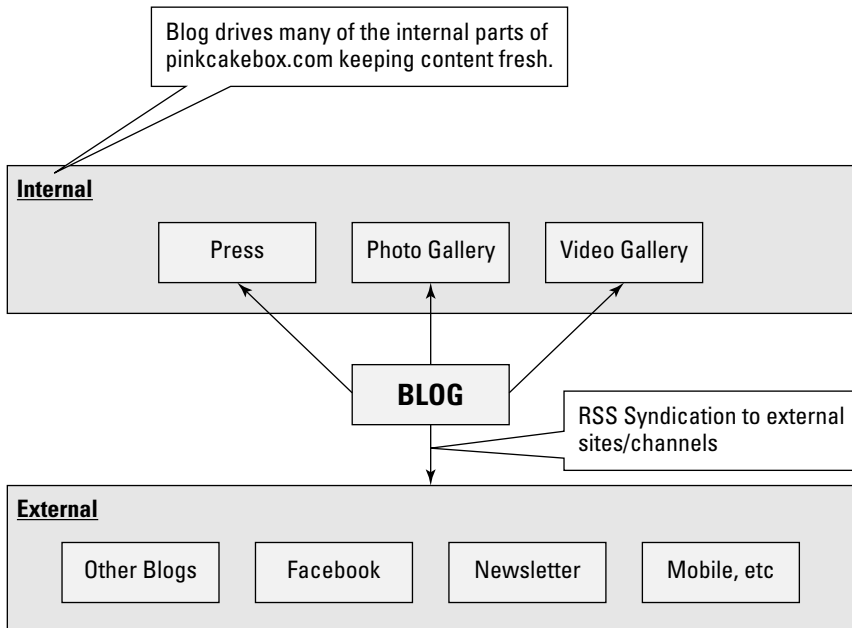 Blog drives many of the internal parts of
pinkcakebox.com keeping content fresh.
Internal
Press
Photo Gallery
Video Gallery
BLOG
RSS Syndication to external
sites/channels
External
Other Blogs
Facebook
Newsletter
Mobile, etc